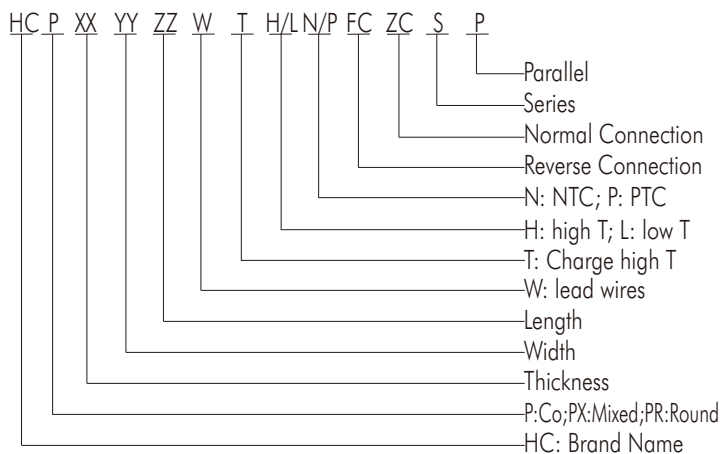 HC P XX YY ZZ W T H/L N/P FC ZC S P
Parallel
Series
Normal Connection
Reverse Connection
N: NTC; P: PTC
H: high T; L: low T
T: Charge high T
W: lead wires
Length
Width
Thickness
P:Co;PX:Mixed;PR:Round
HC: Brand Name